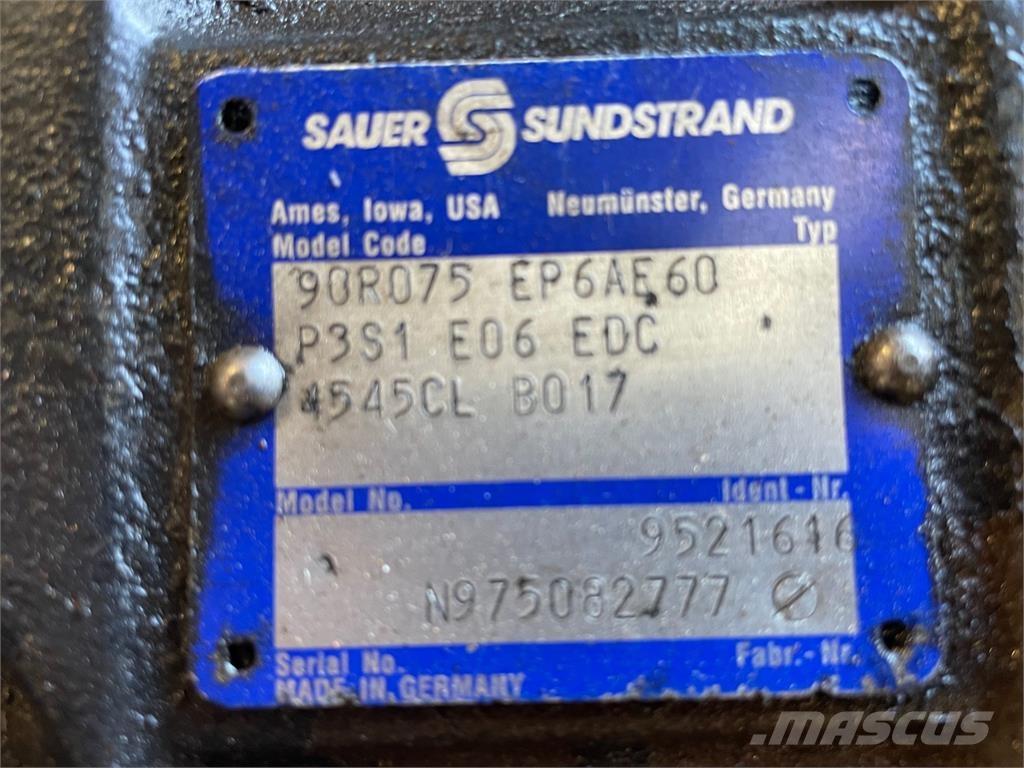 SAUER SUNDSTRAND
Ames, Iowa, USA Neumünster, Germany
Model Code Typ
90R075 EP6AE60
P3S1 E06 EDC
4545CL B017
Model No. Ident-Nr.
9521616
N975082777 Ø
Serial No. Fabr.-Nr.
MADE IN GERMANY
MASCUS